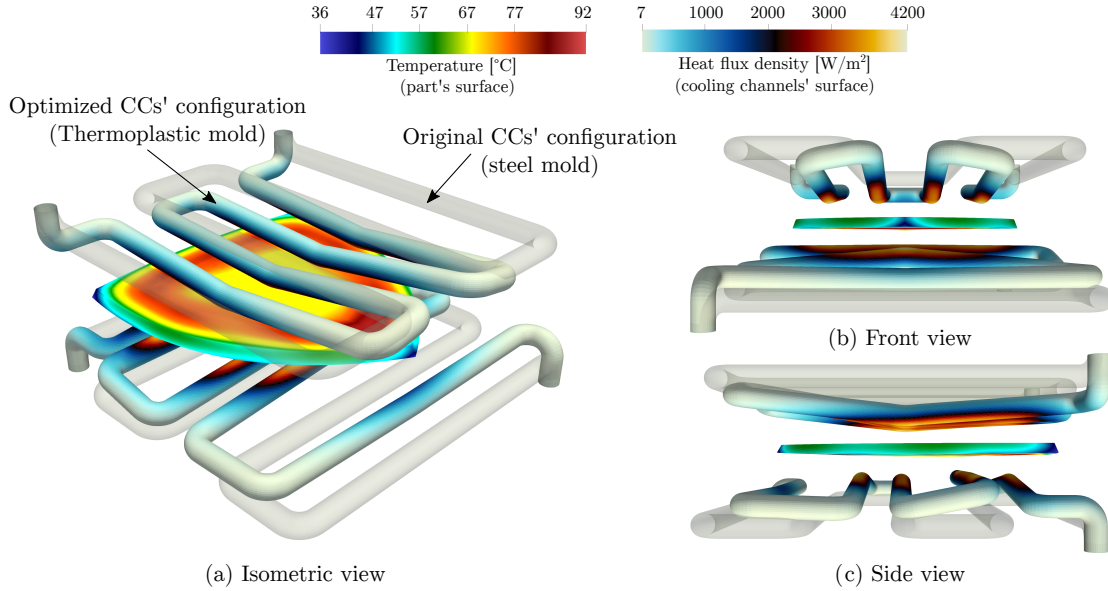 36 47 57 67 77 92
Temperature [°C]
(part's surface)
7 1000 2000 3000 4200
Heat flux density [W/m²]
(cooling channels' surface)
Optimized CCs' configuration
(Thermoplastic mold)
Original CCs' configuration
(steel mold)
(a) Isometric view
(b) Front view
(c) Side view